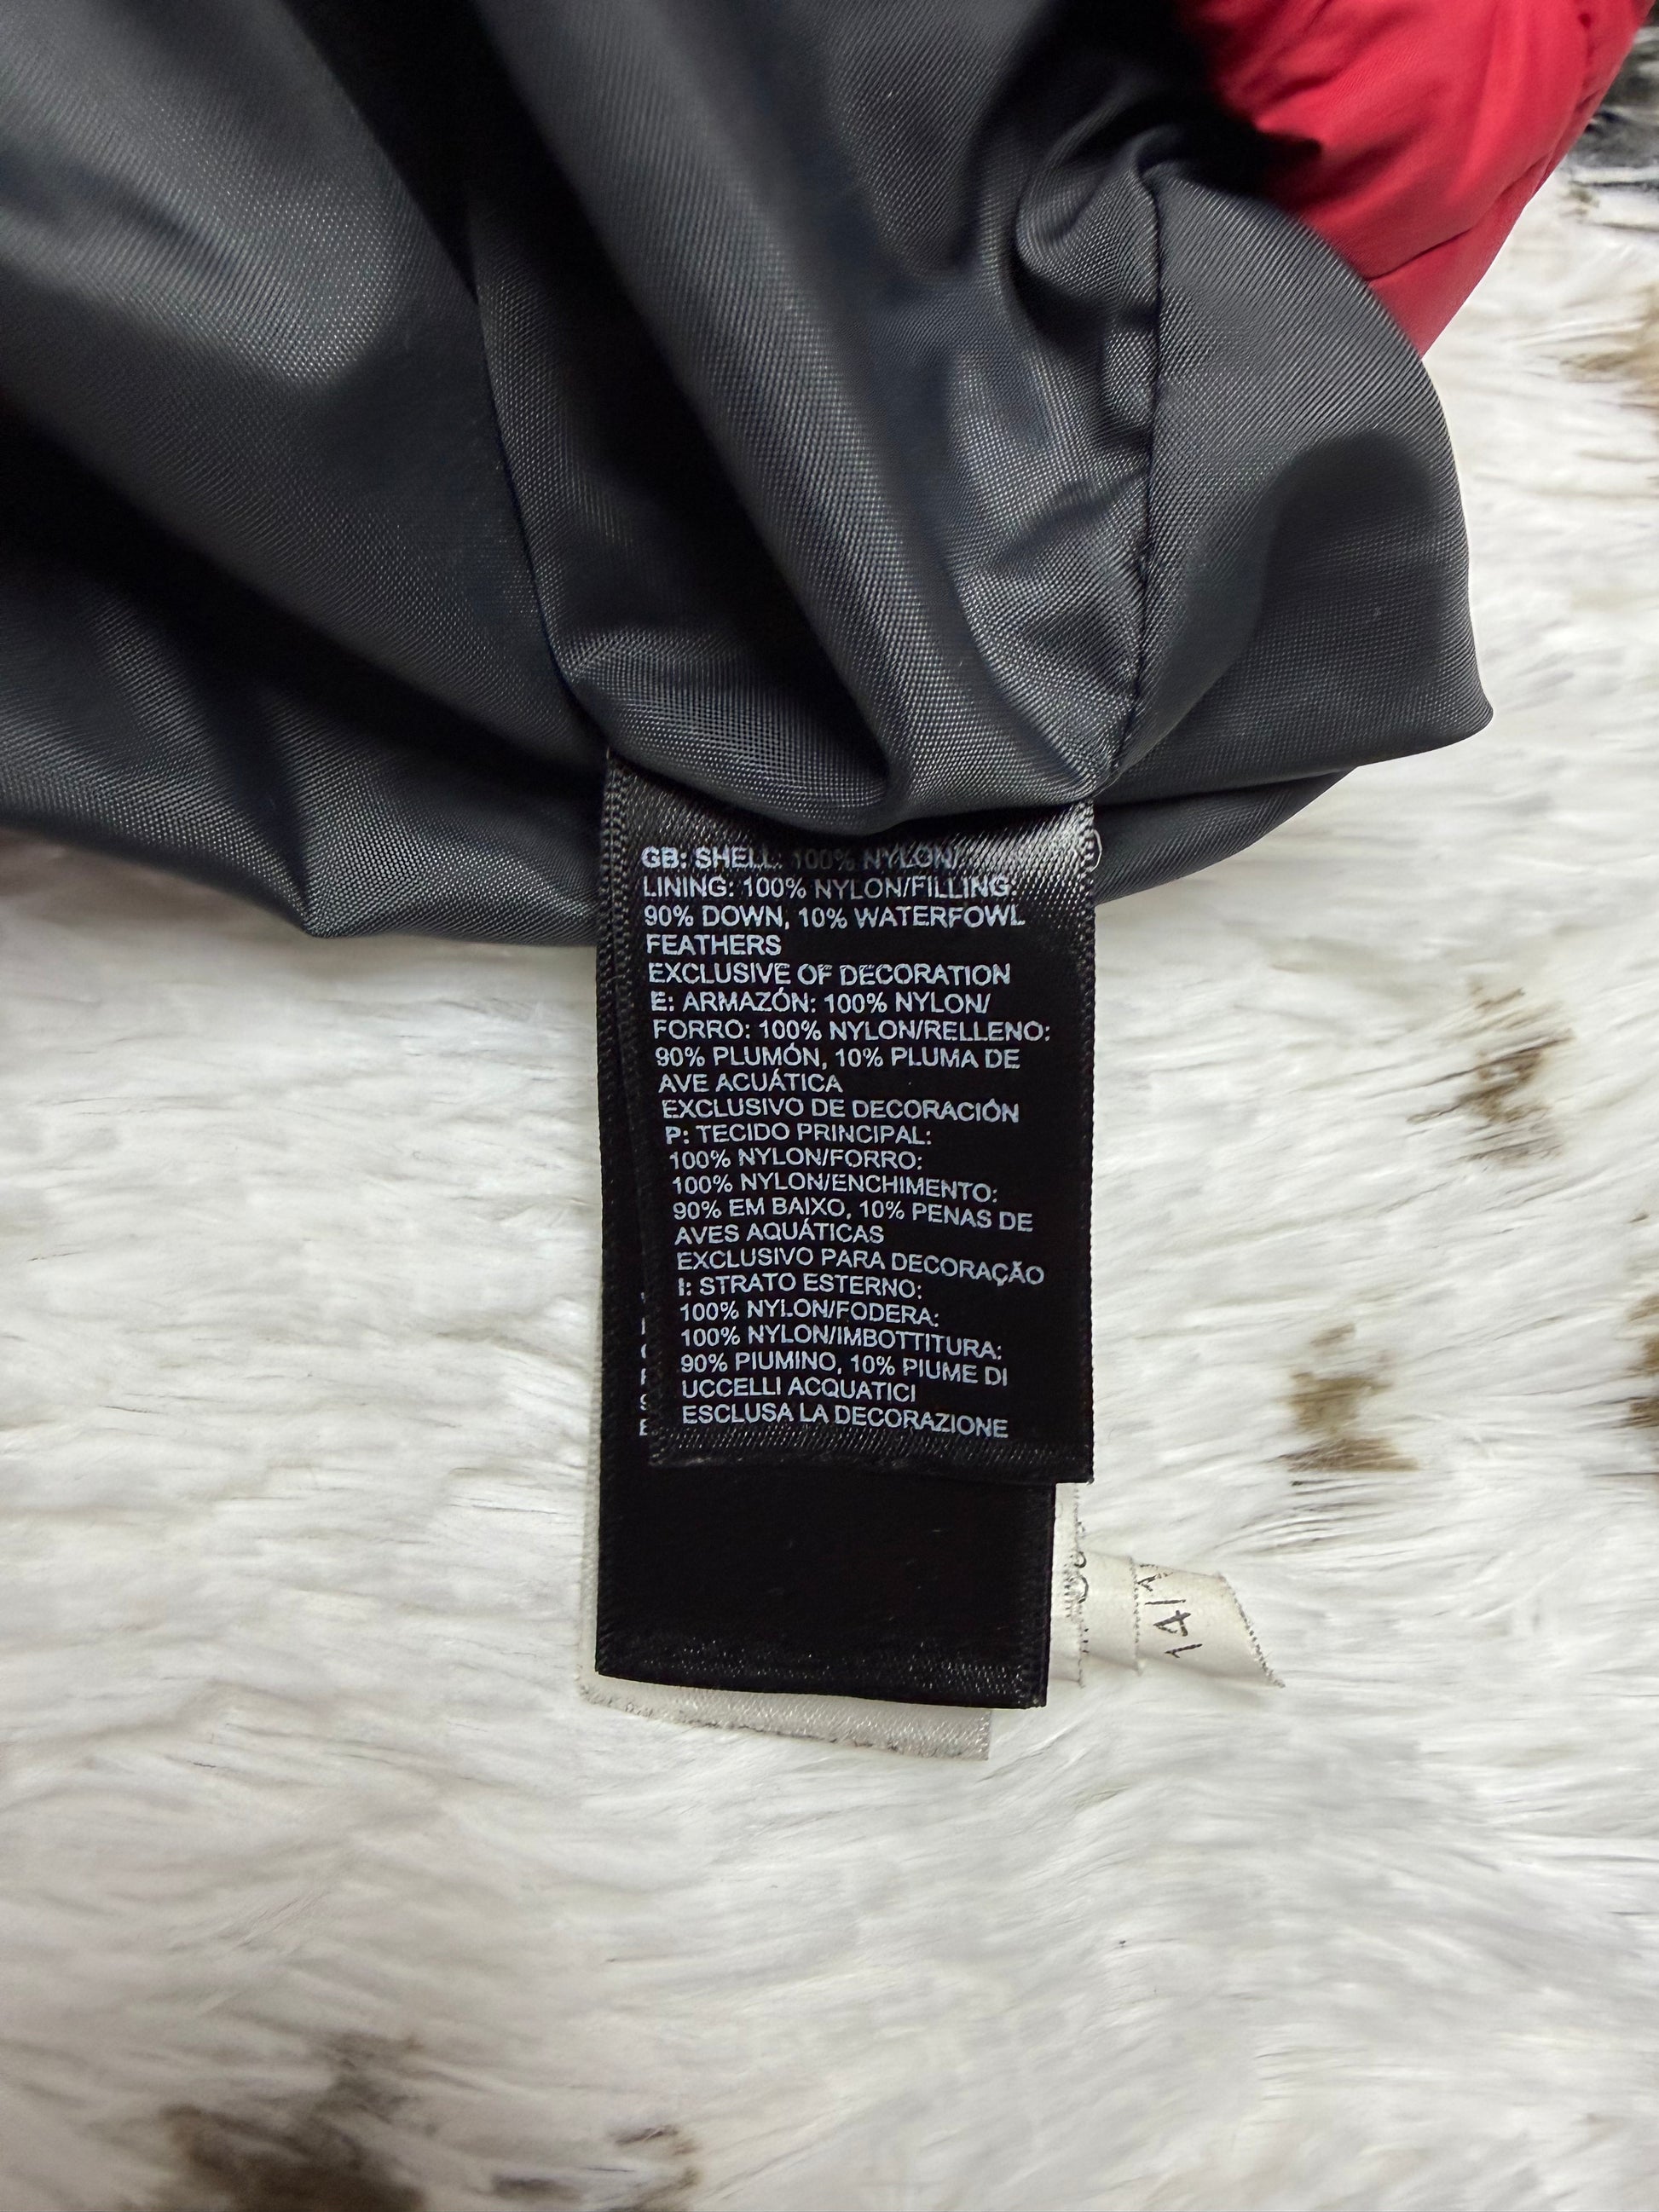 GB: SHELL: 100% NYLON/
LINING: 100% NYLON/FILLING:
90% DOWN, 10% WATERFOWL
FEATHERS
EXCLUSIVE OF DECORATION
E: ARMAZÓN: 100% NYLON/
FORRO: 100% NYLON/RELLENO:
90% PLUMÓN, 10% PLUMA DE
AVE ACUÁTICA
EXCLUSIVO DE DECORACIÓN
P: TECIDO PRINCIPAL:
100% NYLON/FORRO:
100% NYLON/ENCHIMENTO:
90% EM BAIXO, 10% PENAS DE
AVES AQUÁTICAS
EXCLUSIVO PARA DECORAÇÃO
I: STRATO ESTERNO:
100% NYLON/FODERA:
100% NYLON/IMBOTTITURA:
90% PIUMINO, 10% PIUME DI
UCCELLI ACQUATICI
ESCLUSA LA DECORAZIONE